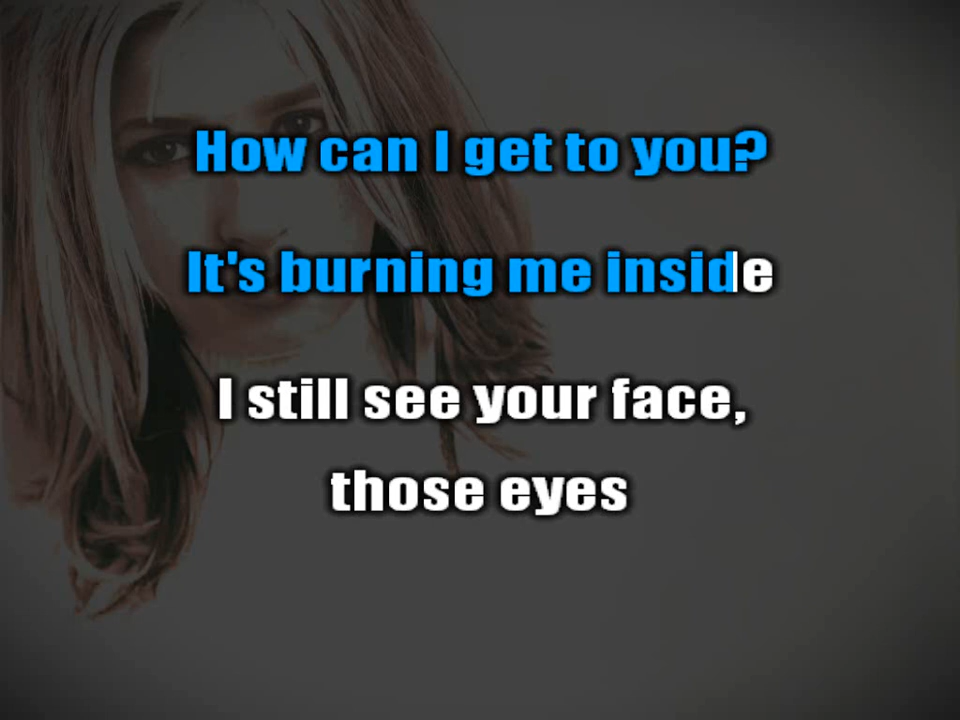 How can I get to you?
It's burning me inside
I still see your face,
those eyes